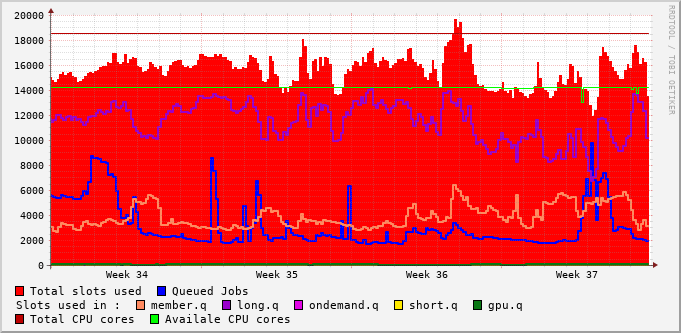 20000
18000
16000
14000
12000
10000
8000
6000
4000
2000
0
Week 34 Week 35 Week 36 Week 37
RRDTOOL / TOBI OETIKER
Total slots used Queued Jobs
Slots used in : member.q long.q ondemand.q short.q gpu.q
Total CPU cores Availale CPU cores